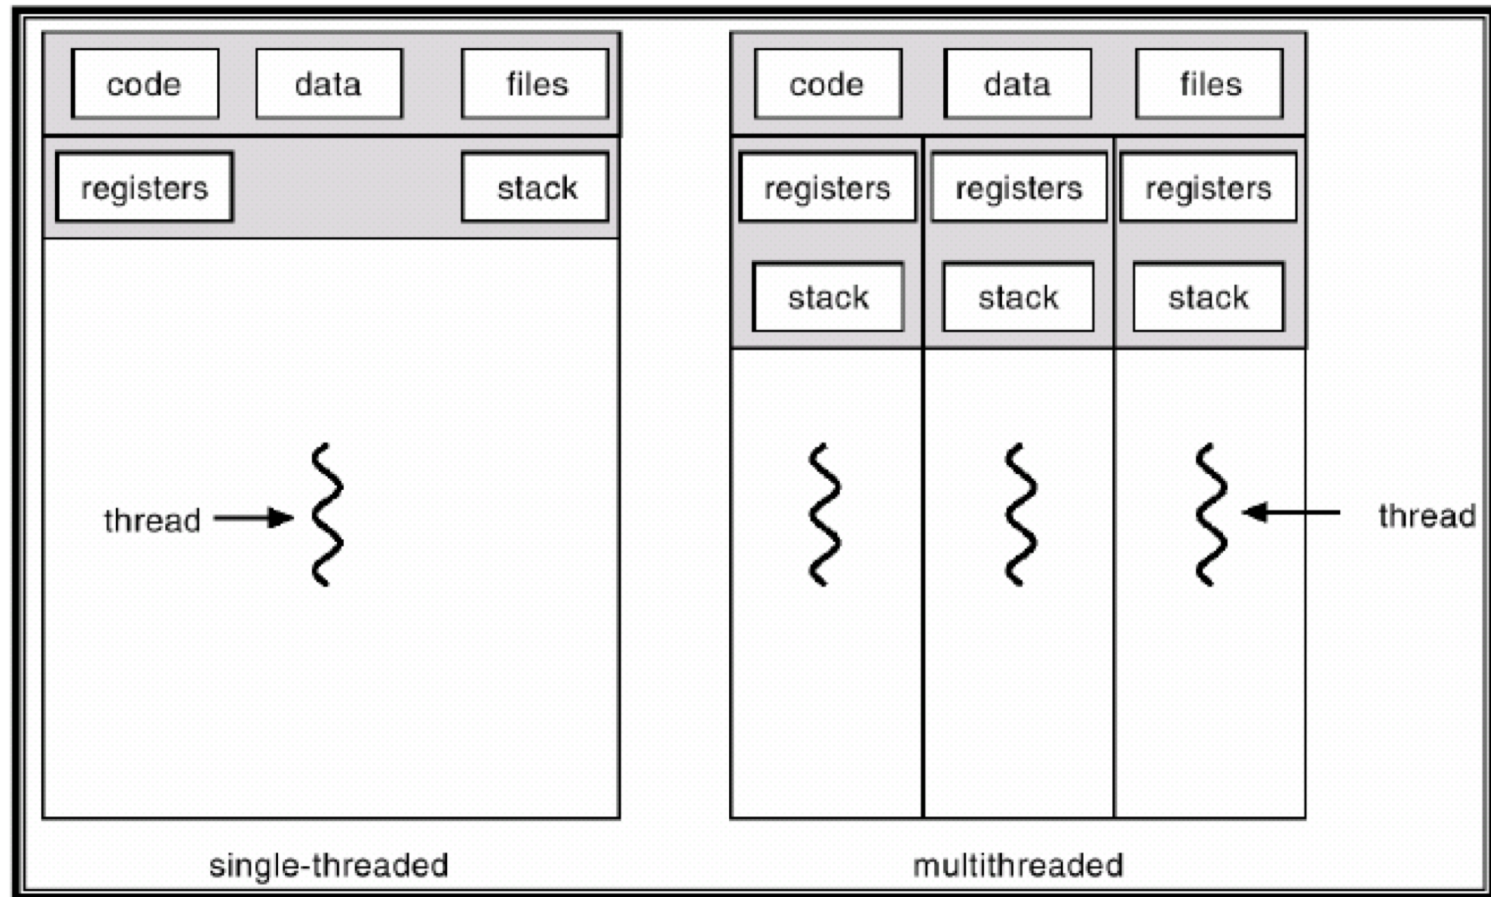 code data files
registers stack
thread
single-threaded
code data files
registers registers registers
stack stack stack
thread
multithreaded